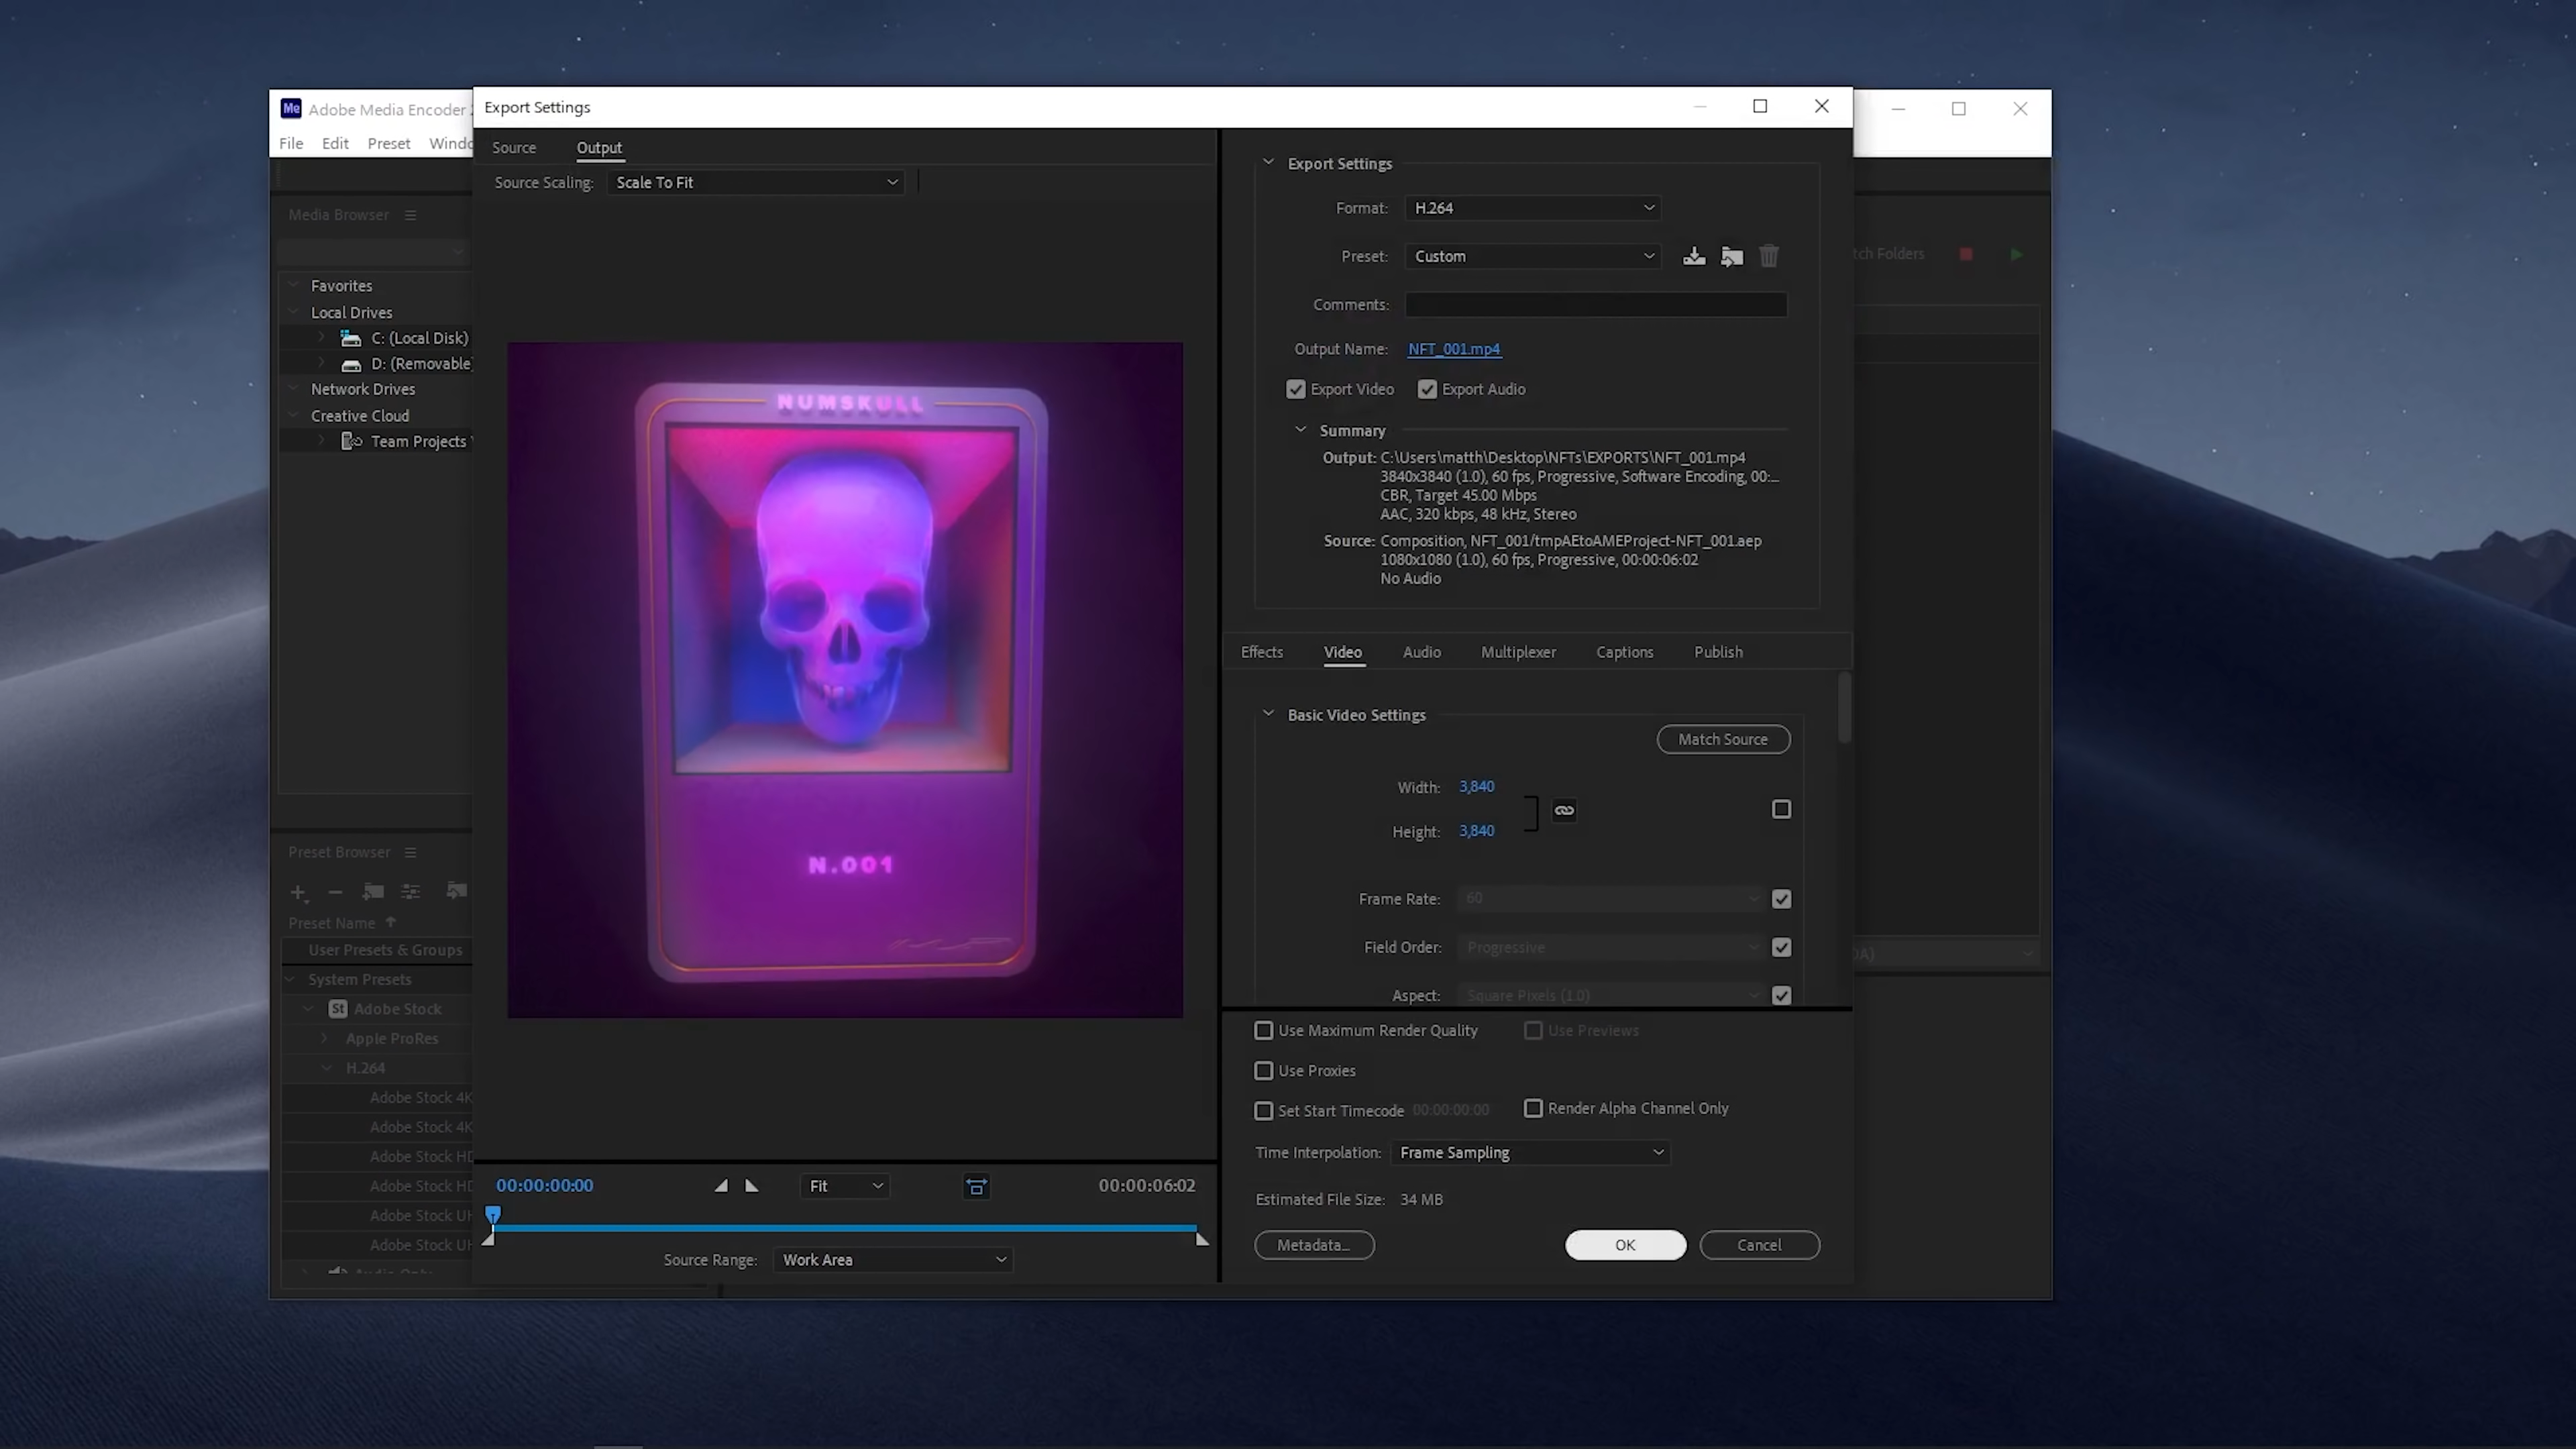 Me Adobe Media Encoder
Export Settings
File Edit Preset
Source Output
Source Scaling: Scale To Fit
Media Browser
Favorites
Local Drives
C: (Local Disk)
D: (Removable)
Network Drives
Creative Cloud
Team Projects
NUMSKULL
N.001
Preset Browser
Preset Name
User Presets & Groups
System Presets
St Adobe Stock
Apple ProRes
H.264
Adobe Stock 4K
Adobe Stock 4K
Adobe Stock HD
Adobe Stock HD
Adobe Stock UH
Adobe Stock UH
00:00:00:00 Fit 00:00:06:02
Source Range: Work Area
Export Settings
Format: H.264
Preset: Custom
Comments:
Output Name: NFT_001.mp4
Export Video Export Audio
Summary
Output: C:\Users\matth\Desktop\NFTs\EXPORTS\NFT_001.mp4
3840x3840 (1.0), 60 fps, Progressive, Software Encoding, 00:...
CBR, Target 45.00 Mbps
AAC, 320 kbps, 48 kHz, Stereo
Source: Composition, NFT_001/tmpAEtoAMEProject-NFT_001.aep
1080x1080 (1.0), 60 fps, Progressive, 00:00:06:02
No Audio
Effects Video Audio Multiplexer Captions Publish
Basic Video Settings
Match Source
Width: 3,840
Height: 3,840
Frame Rate: 60
Field Order: Progressive
Aspect: Square Pixels (1.0)
Use Maximum Render Quality Use Previews
Use Proxies
Set Start Timecode 00:00:00:00 Render Alpha Channel Only
Time Interpolation: Frame Sampling
Estimated File Size: 34 MB
Metadata... OK Cancel
Folders